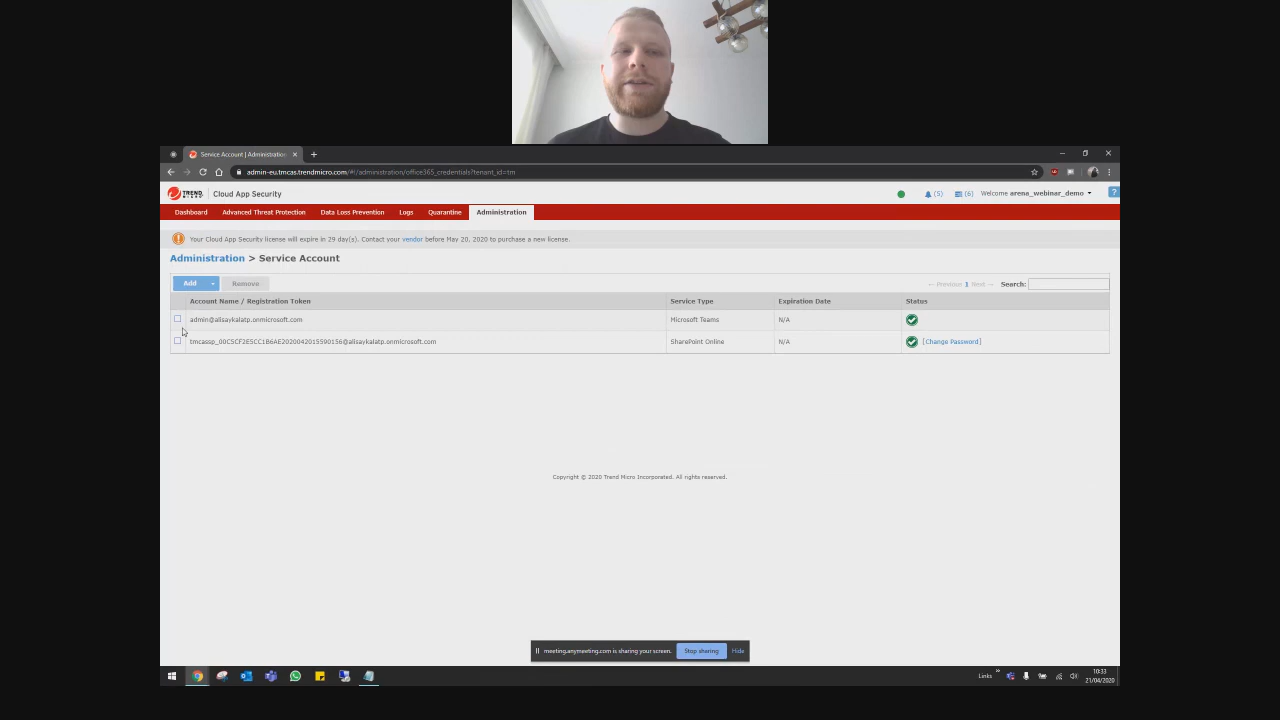 Service Account | Administration
admin-eu.tmcas.trendmicro.com/#/administration/office365_credentials?tenant_id=tm
TREND MICRO Cloud App Security
(5) (6) Welcome arena_webinar_demo ?
Dashboard Advanced Threat Protection Data Loss Prevention Logs Quarantine Administration
Your Cloud App Security license will expire in 29 day(s). Contact your vendor before May 20, 2020 to purchase a new license.
Administration > Service Account
Add Remove Previous 1 Next Search:
Account Name / Registration Token Service Type Expiration Date Status
admin@alisaykalatp.onmicrosoft.com Microsoft Teams N/A
tmcassp_00C5CF2E5CC1B6AE2020042015590156@alisaykalatp.onmicrosoft.com SharePoint Online N/A [Change Password]
Copyright © 2020 Trend Micro Incorporated. All rights reserved.
meeting.anymeeting.com is sharing your screen. Stop sharing Hide
Links 10:33
21/04/2020